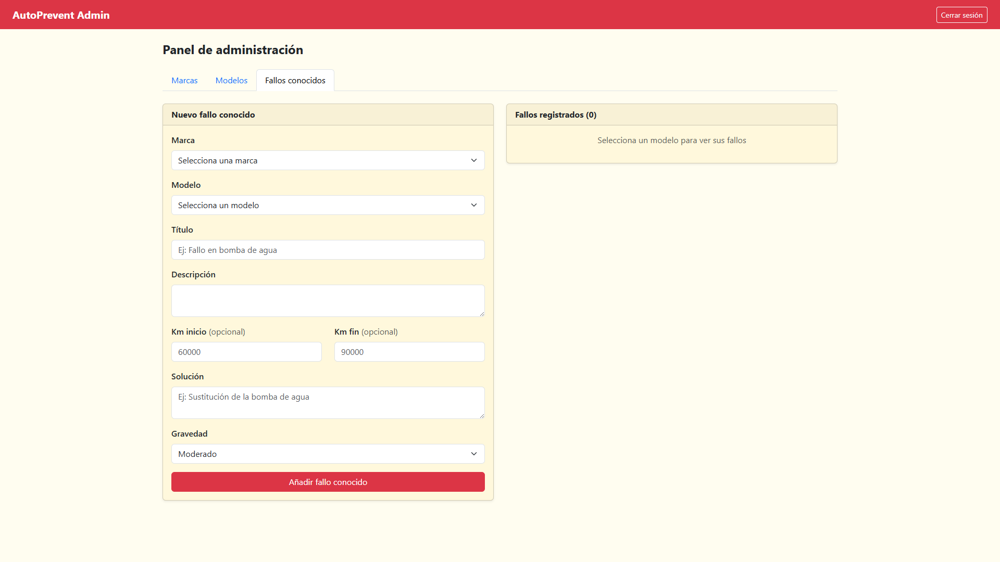 AutoPrevent Admin
Cerrar sesión
Panel de administración
Marcas
Modelos
Fallos conocidos
Nuevo fallo conocido
Marca
Selecciona una marca
Modelo
Selecciona un modelo
Título
Ej: Fallo en bomba de agua
Descripción
Km inicio (opcional)
Km fin (opcional)
60000
90000
Solución
Ej: Sustitución de la bomba de agua
Gravedad
Moderado
Añadir fallo conocido
Fallos registrados (0)
Selecciona un modelo para ver sus fallos